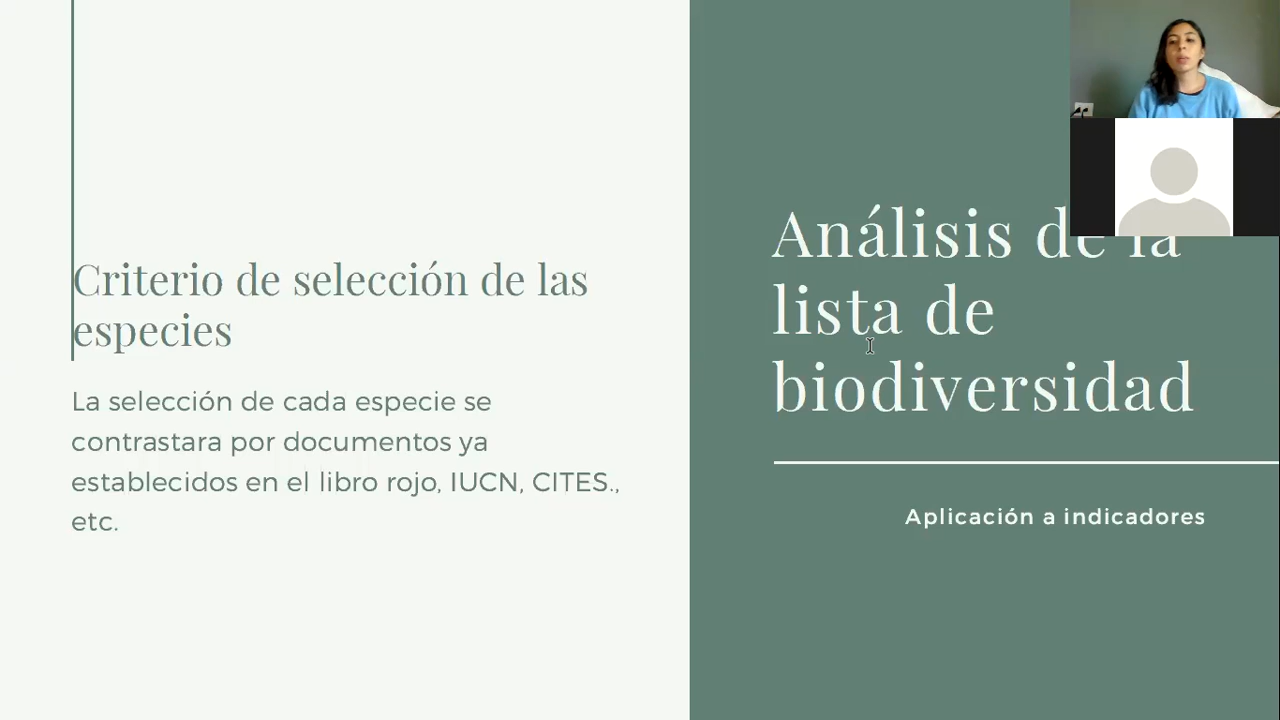 Criterio de selección de las
especies
La selección de cada especie se
contrastara por documentos ya
establecidos en el libro rojo, IUCN, CITES.,
etc.
Análisis de la
lista de
biodiversidad
Aplicación a indicadores